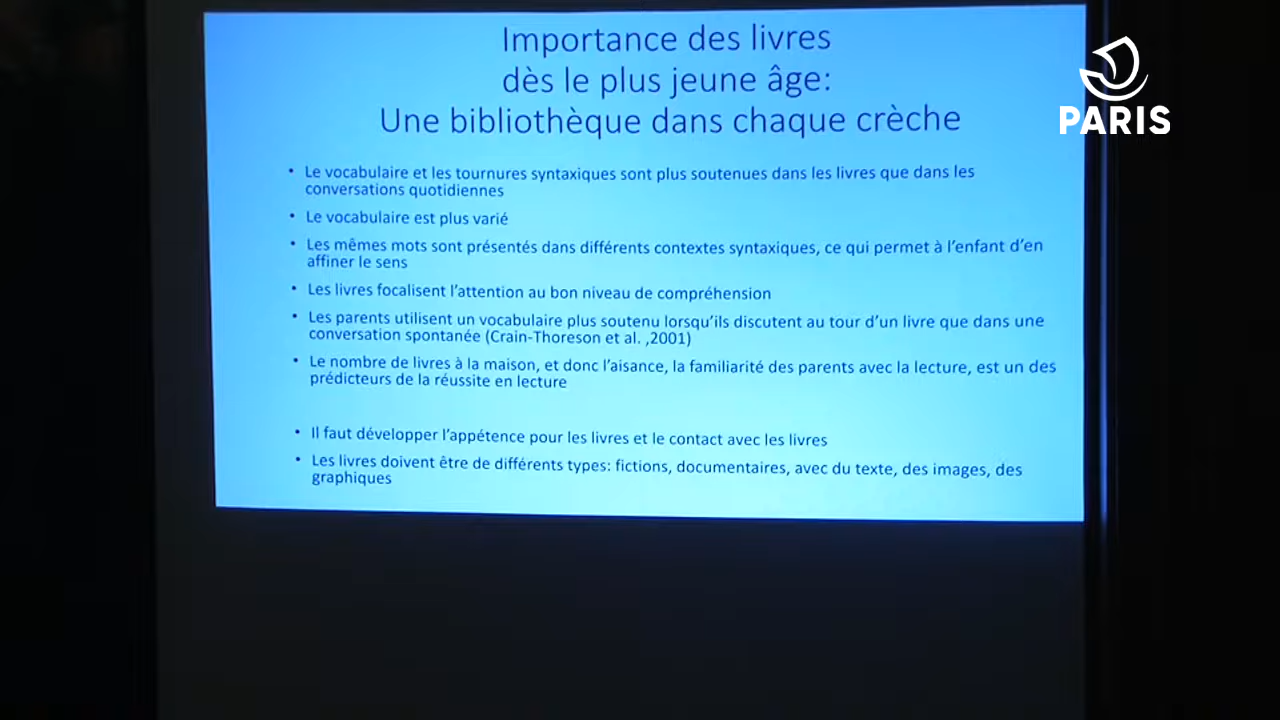 Importance des livres
dès le plus jeune âge:
Une bibliothèque dans chaque crèche
PARIS
• Le vocabulaire et les tournures syntaxiques sont plus soutenues dans les livres que dans les
conversations quotidiennes
• Le vocabulaire est plus varié
• Les mêmes mots sont présentés dans différents contextes syntaxiques, ce qui permet à l'enfant d'en
affiner le sens
• Les livres focalisent l'attention au bon niveau de compréhension
• Les parents utilisent un vocabulaire plus soutenu lorsqu'ils discutent au tour d'un livre que dans une
conversation spontanée (Crain-Thoreson et al. ,2001)
• Le nombre de livres à la maison, et donc l'aisance, la familiarité des parents avec la lecture, est un des
prédicteurs de la réussite en lecture
• Il faut développer l'appétence pour les livres et le contact avec les livres
• Les livres doivent être de différents types: fictions, documentaires, avec du texte, des images, des
graphiques